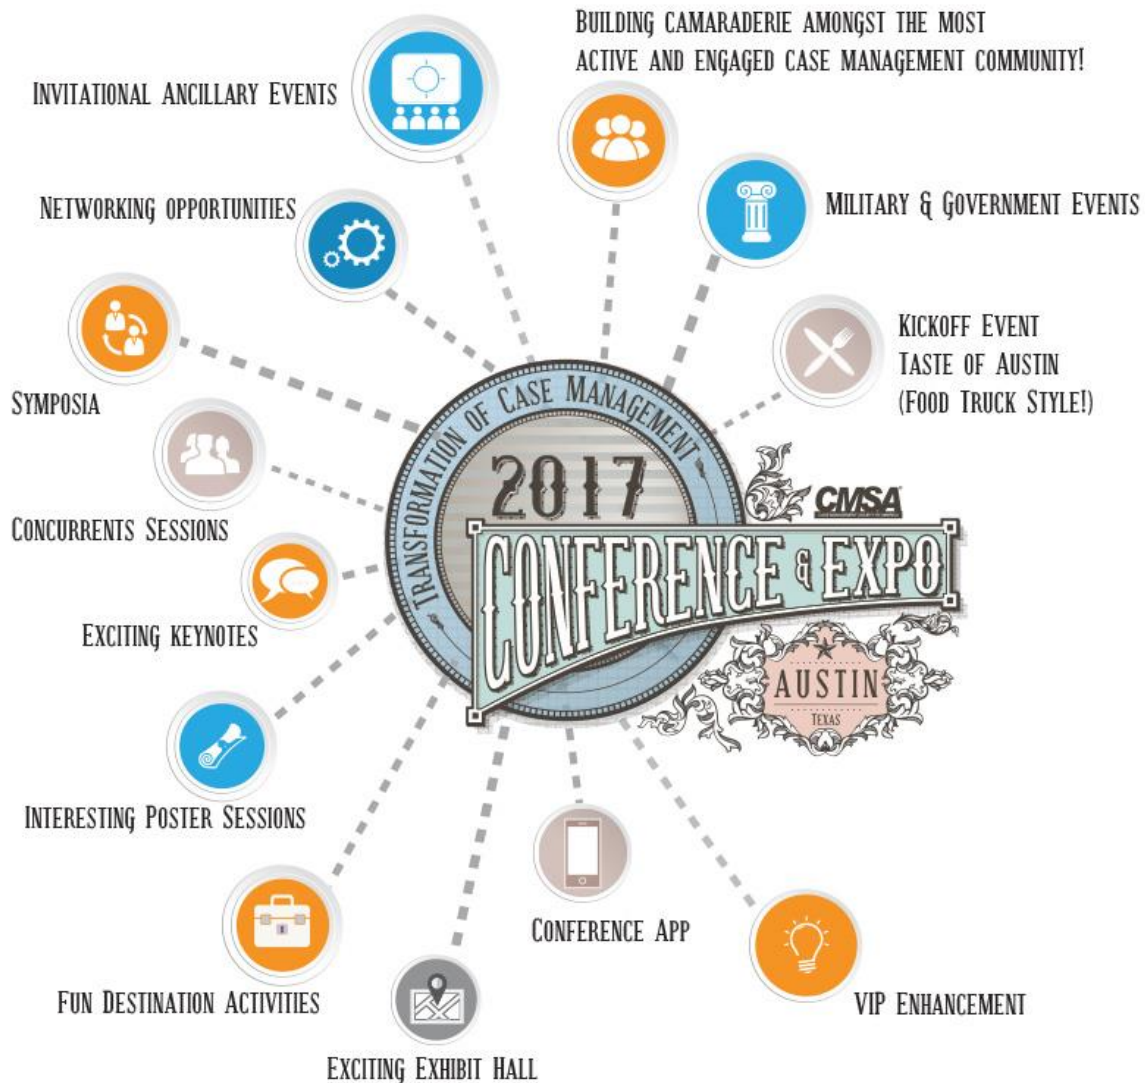 Building camaraderie amongst the most
active and engaged case management community!
Invitational Ancillary Events
Networking opportunities
Military & Government Events
Kickoff Event
Taste of Austin
(Food Truck Style!)
Symposia
Concurrents Sessions
Exciting keynotes
Interesting Poster Sessions
Fun Destination Activities
Exciting Exhibit Hall
Conference App
VIP Enhancement
Transformation of Case Management
2017
CMSA
Conference & Expo
Austin
Texas